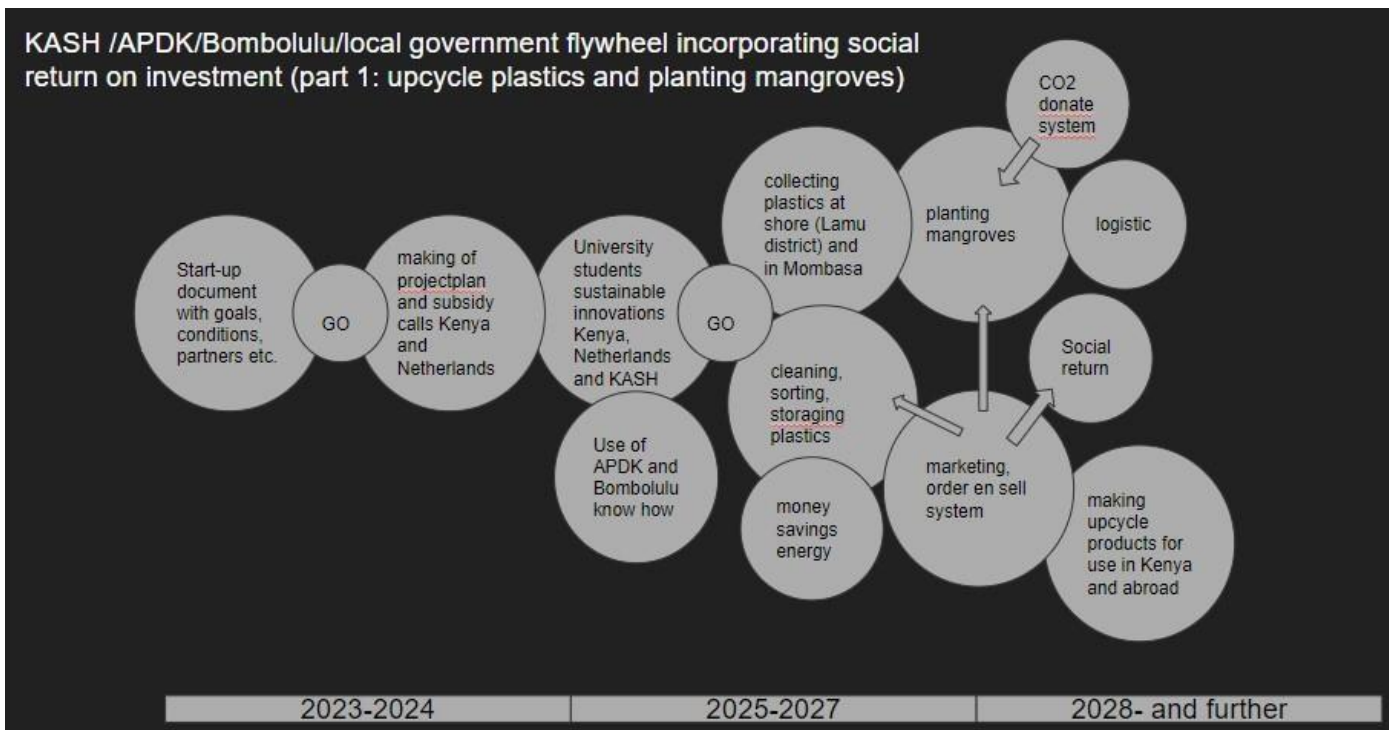 KASH /APDK/Bombolulu/local government flywheel incorporating social
return on investment (part 1: upcycle plastics and planting mangroves)
Start-up
document
with goals,
conditions,
partners etc.
GO
making of
projectplan
and subsidy
calls Kenya
and
Netherlands
University
students
sustainable
innovations
Kenya,
Netherlands
and KASH
Use of
APDK and
Bombolulu
know how
GO
collecting
plastics at
shore (Lamu
district) and
in Mombasa
cleaning,
sorting,
storaging
plastics
money
savings
energy
planting
mangroves
CO2
donate
system
logistic
Social
return
marketing,
order en sell
system
making
upcycle
products for
use in Kenya
and abroad
2023-2024
2025-2027
2028- and further